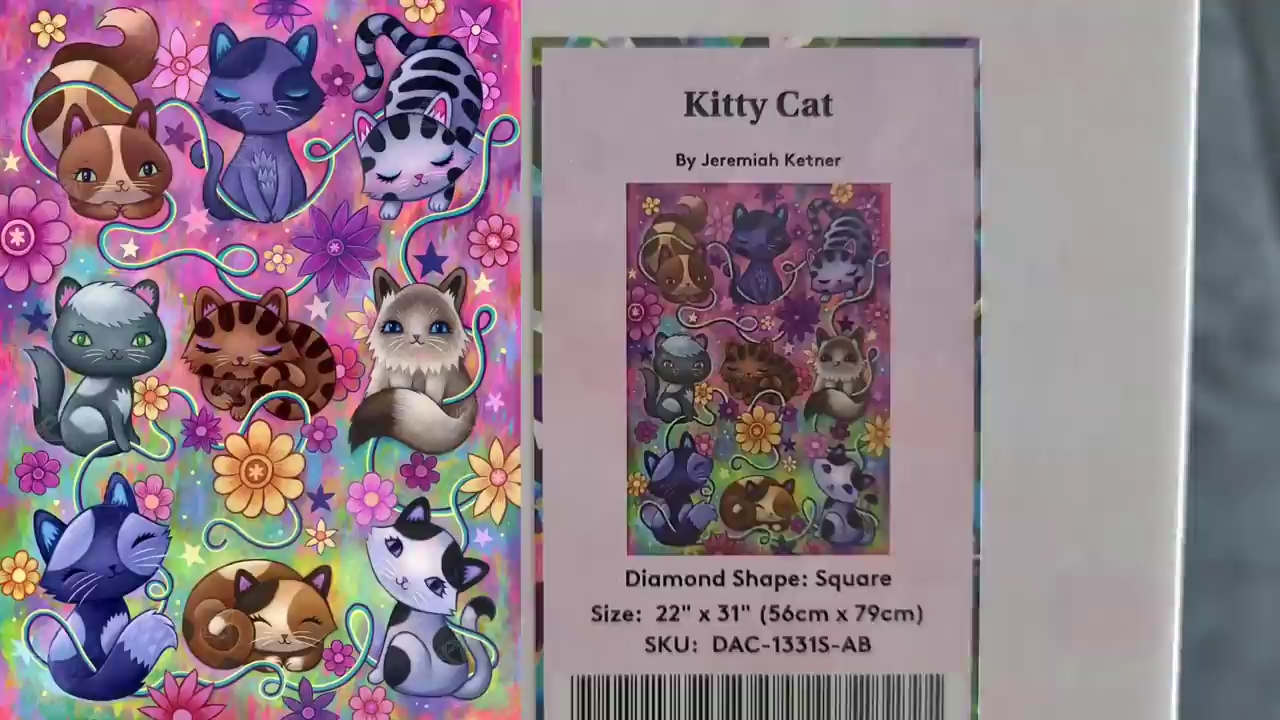 Kitty Cat
By Jeremiah Ketner
Diamond Shape: Square
Size: 22" x 31" (56cm x 79cm)
SKU: DAC-1331S-AB